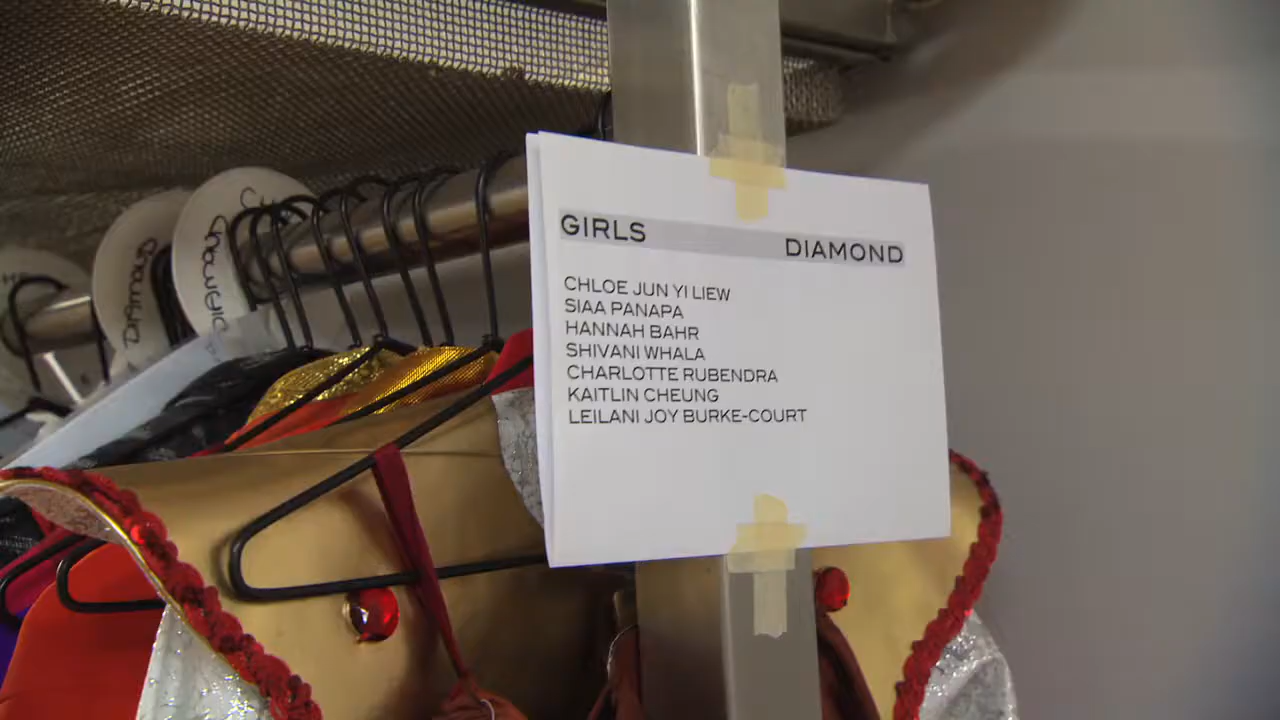 GIRLS DIAMOND
CHLOE JUN YI LIEW
SIAA PANAPA
HANNAH BAHR
SHIVANI WHALA
CHARLOTTE RUBENDRA
KAITLIN CHEUNG
LEILANI JOY BURKE-COURT
DIAMOND